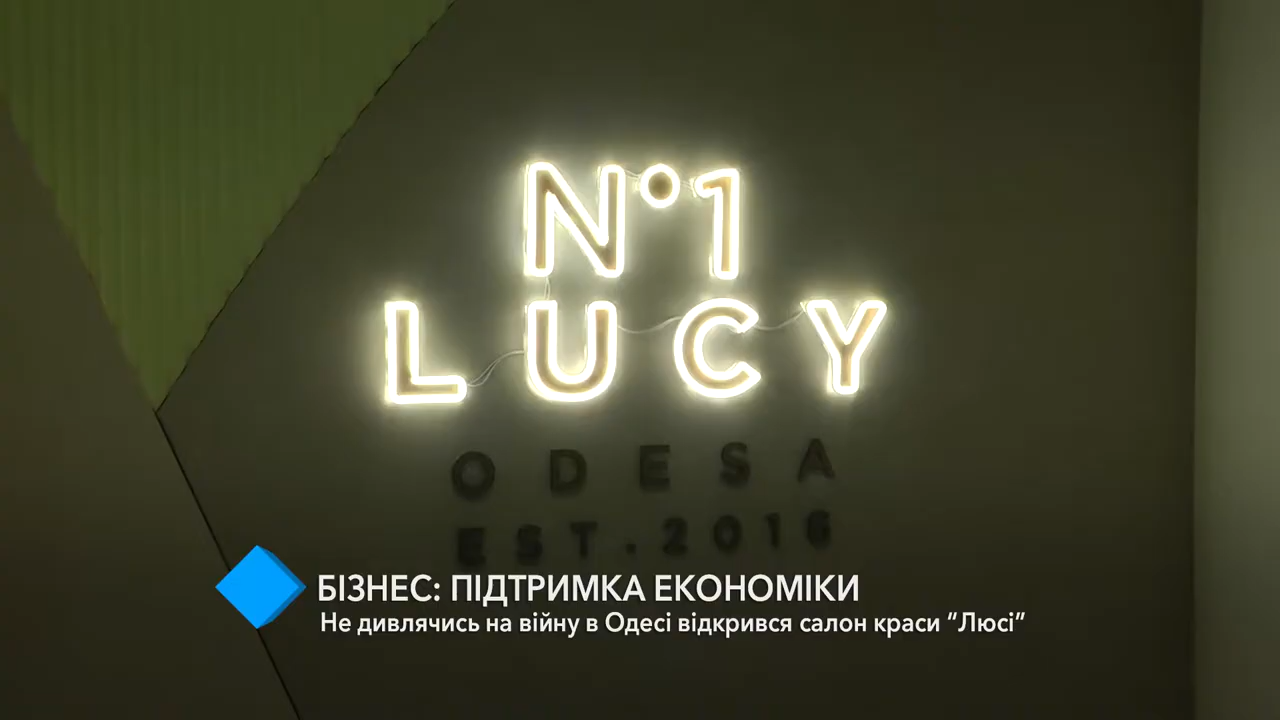 N°1
LUCY
ODESA
EST.2016
БІЗНЕС: ПІДТРИМКА ЕКОНОМІКИ
Не дивлячись на війну в Одесі відкрився салон краси “Люсі”